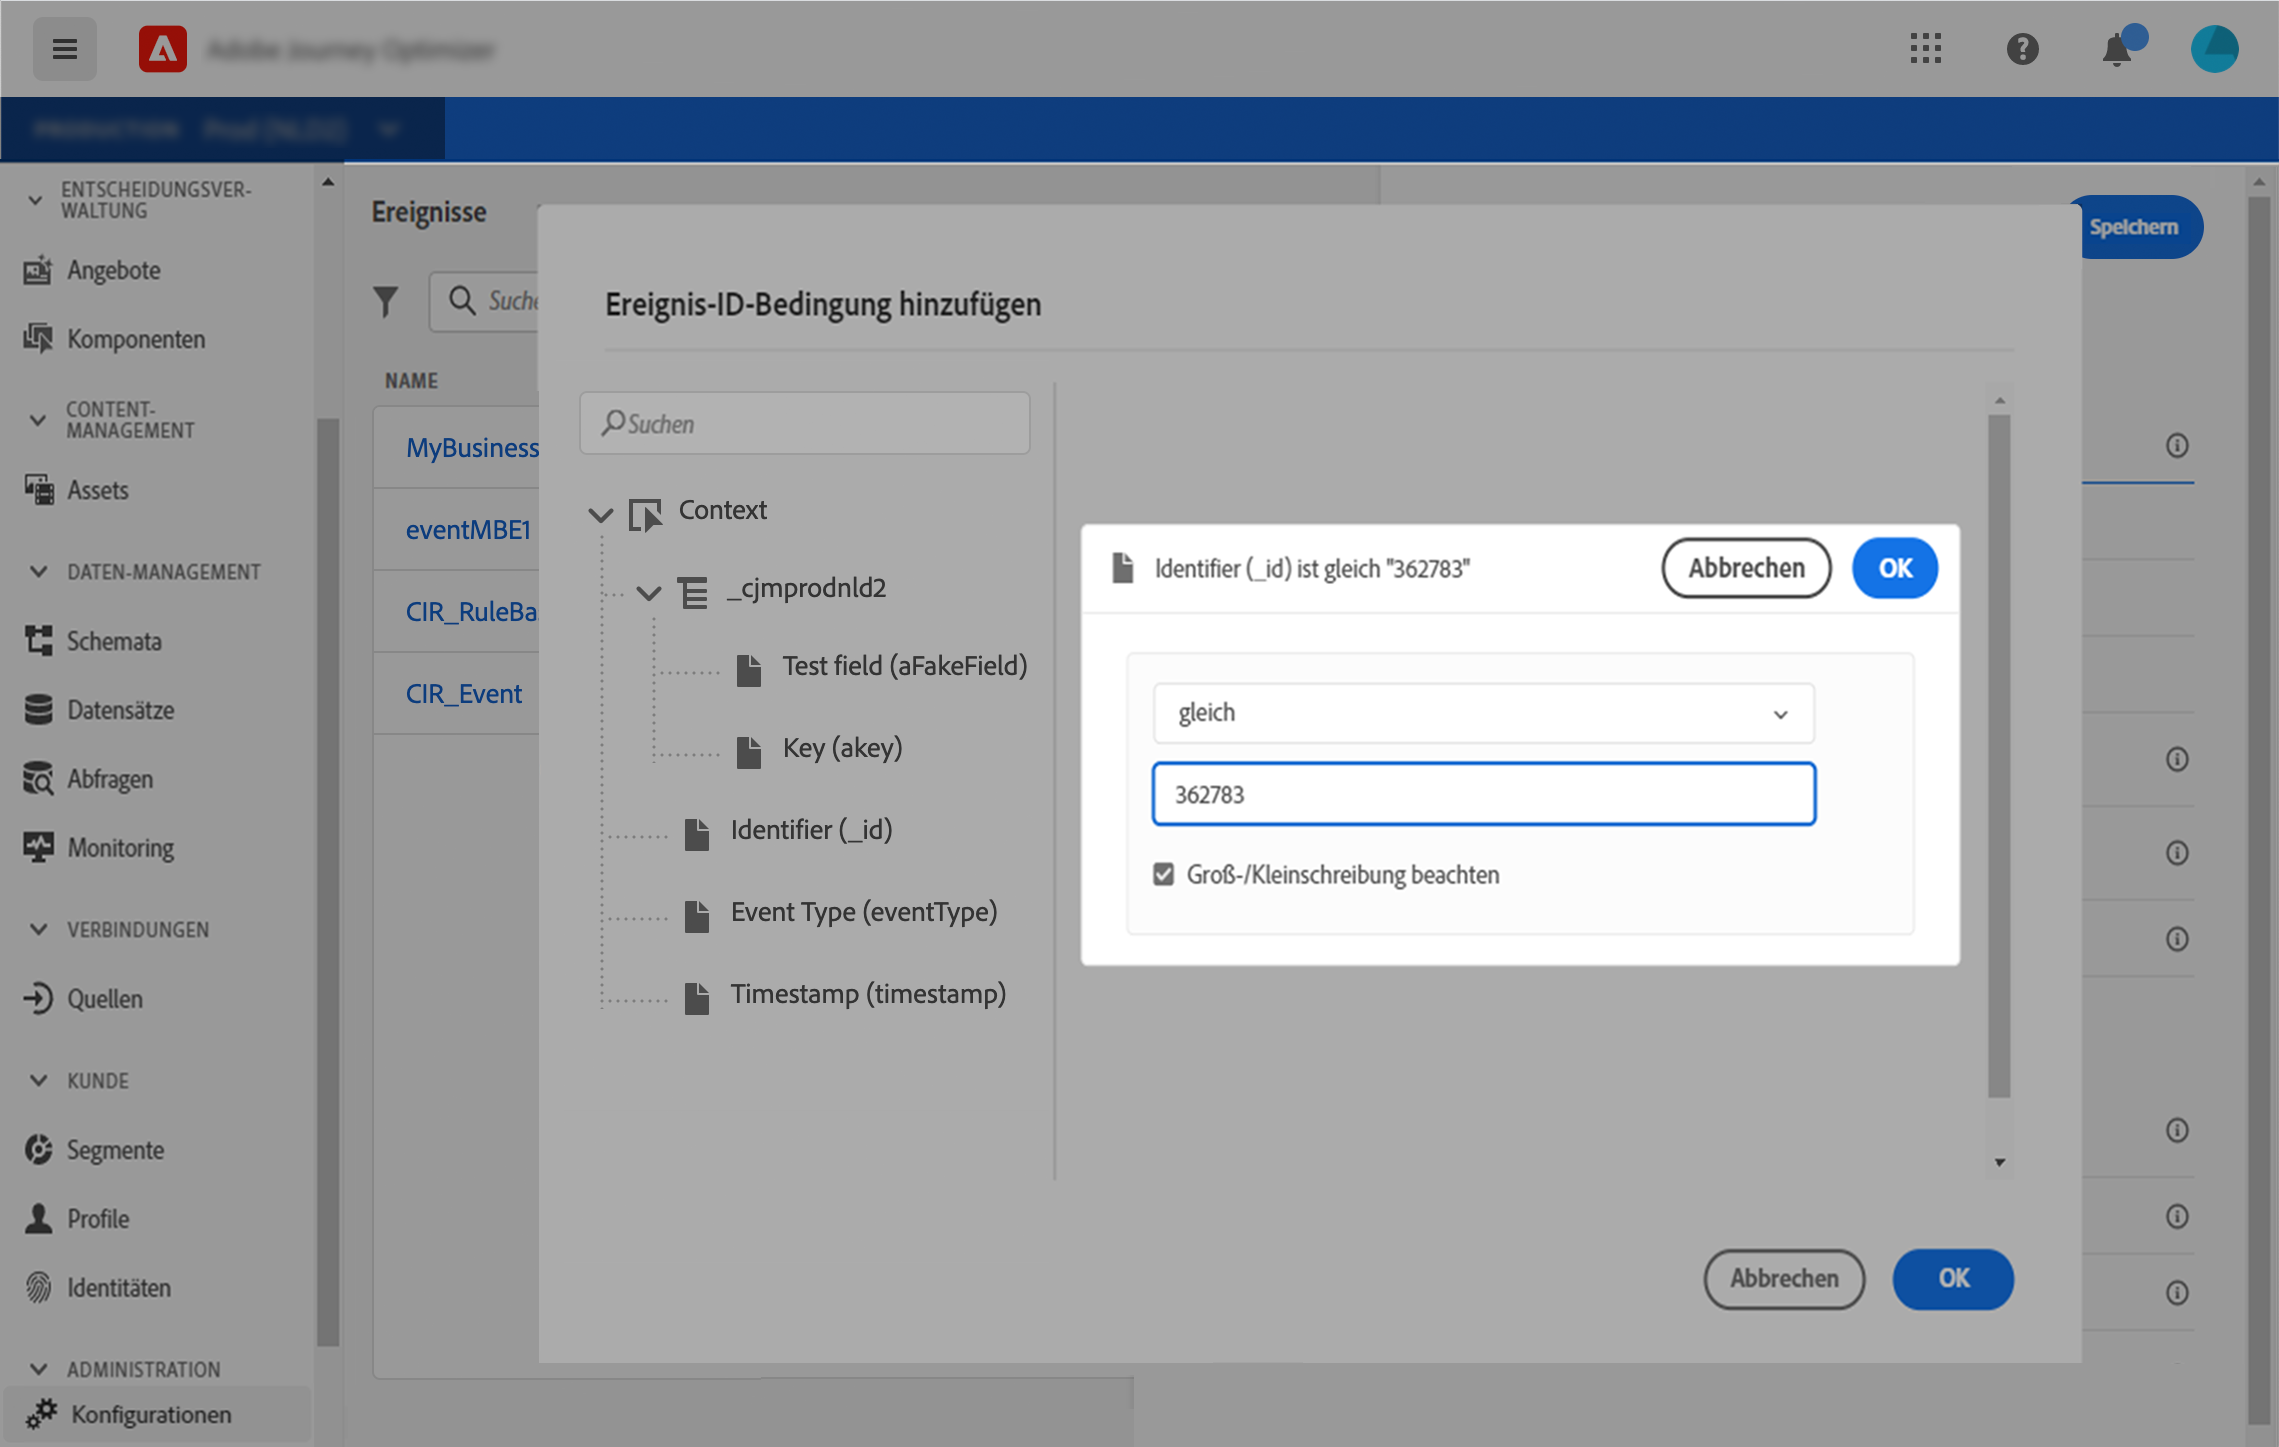 ENTSCHEIDUNGSVER-
WALTUNG
Angebote
Komponenten
CONTENT-
MANAGEMENT
Assets
DATEN-MANAGEMENT
Schemata
Datensätze
Abfragen
Monitoring
VERBINDUNGEN
Quellen
KUNDE
Segmente
Profile
Identitäten
ADMINISTRATION
Konfigurationen
Ereignisse
Suche
NAME
MyBusiness
eventMBE1
CIR_RuleBa
CIR_Event
Speichern
Ereignis-ID-Bedingung hinzufügen
Suchen
Context
_cjmprodnld2
Test field (aFakeField)
Key (akey)
Identifier (_id)
Event Type (eventType)
Timestamp (timestamp)
Identifier (_id) ist gleich "362783"
Abbrechen
OK
gleich
362783
Groß-/Kleinschreibung beachten
Abbrechen
OK